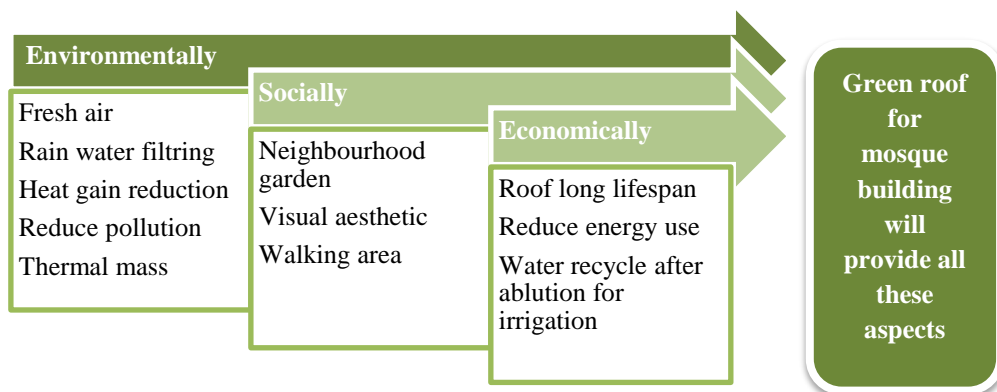 Environmentally
Fresh air
Rain water filtring
Heat gain reduction
Reduce pollution
Thermal mass
Socially
Neighbourhood
garden
Visual aesthetic
Walking area
Economically
Roof long lifespan
Reduce energy use
Water recycle after
ablution for
irrigation
Green roof
for
mosque
building
will
provide all
these
aspects